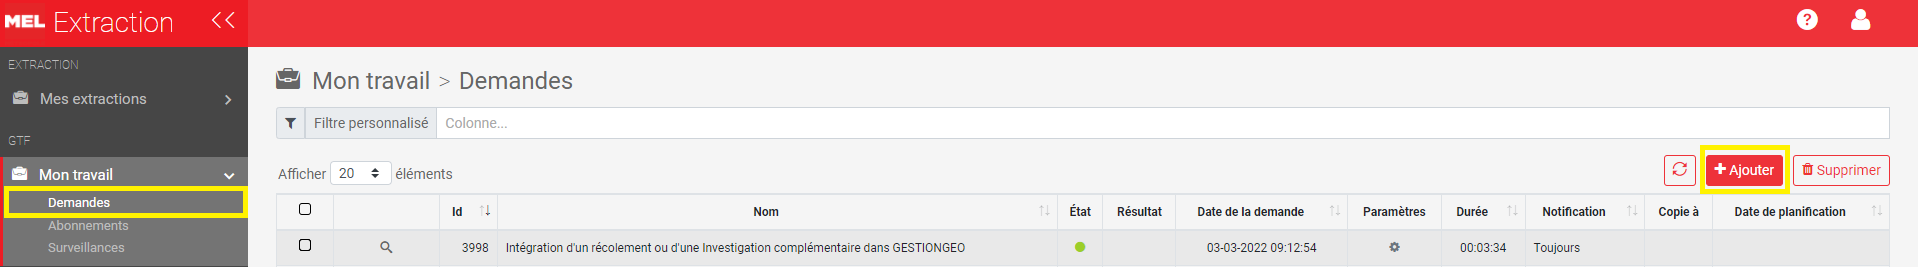 MEL Extraction
EXTRACTION
Mes extractions
GTF
Mon travail
Demandes
Abonnements
Surveillances
Mon travail > Demandes
Filtre personnalisé Colonne...
Afficher 20 éléments
Ajouter Supprimer
Id Nom État Résultat Date de la demande Paramètres Durée Notification Copie à Date de planification
3998 Intégration d'un récolement ou d'une Investigation complémentaire dans GESTIONGEO 03-03-2022 09:12:54 00:03:34 Toujours